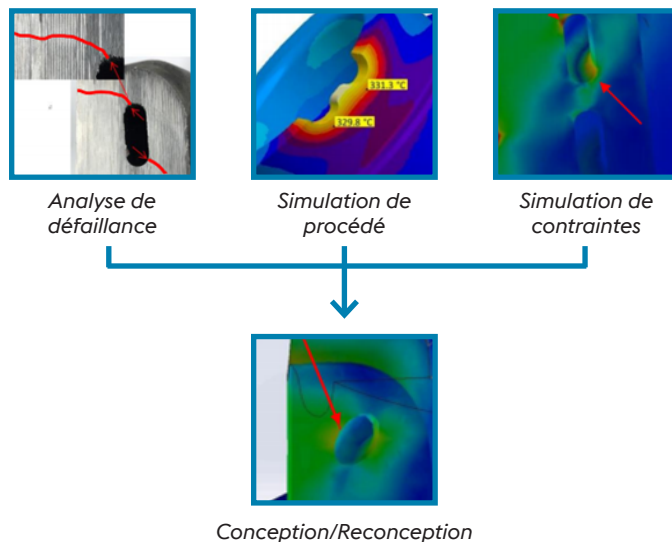 331.3 °C
329.8 °C
Analyse de
défaillance
Simulation de
procédé
Simulation de
contraintes
Conception/Reconception